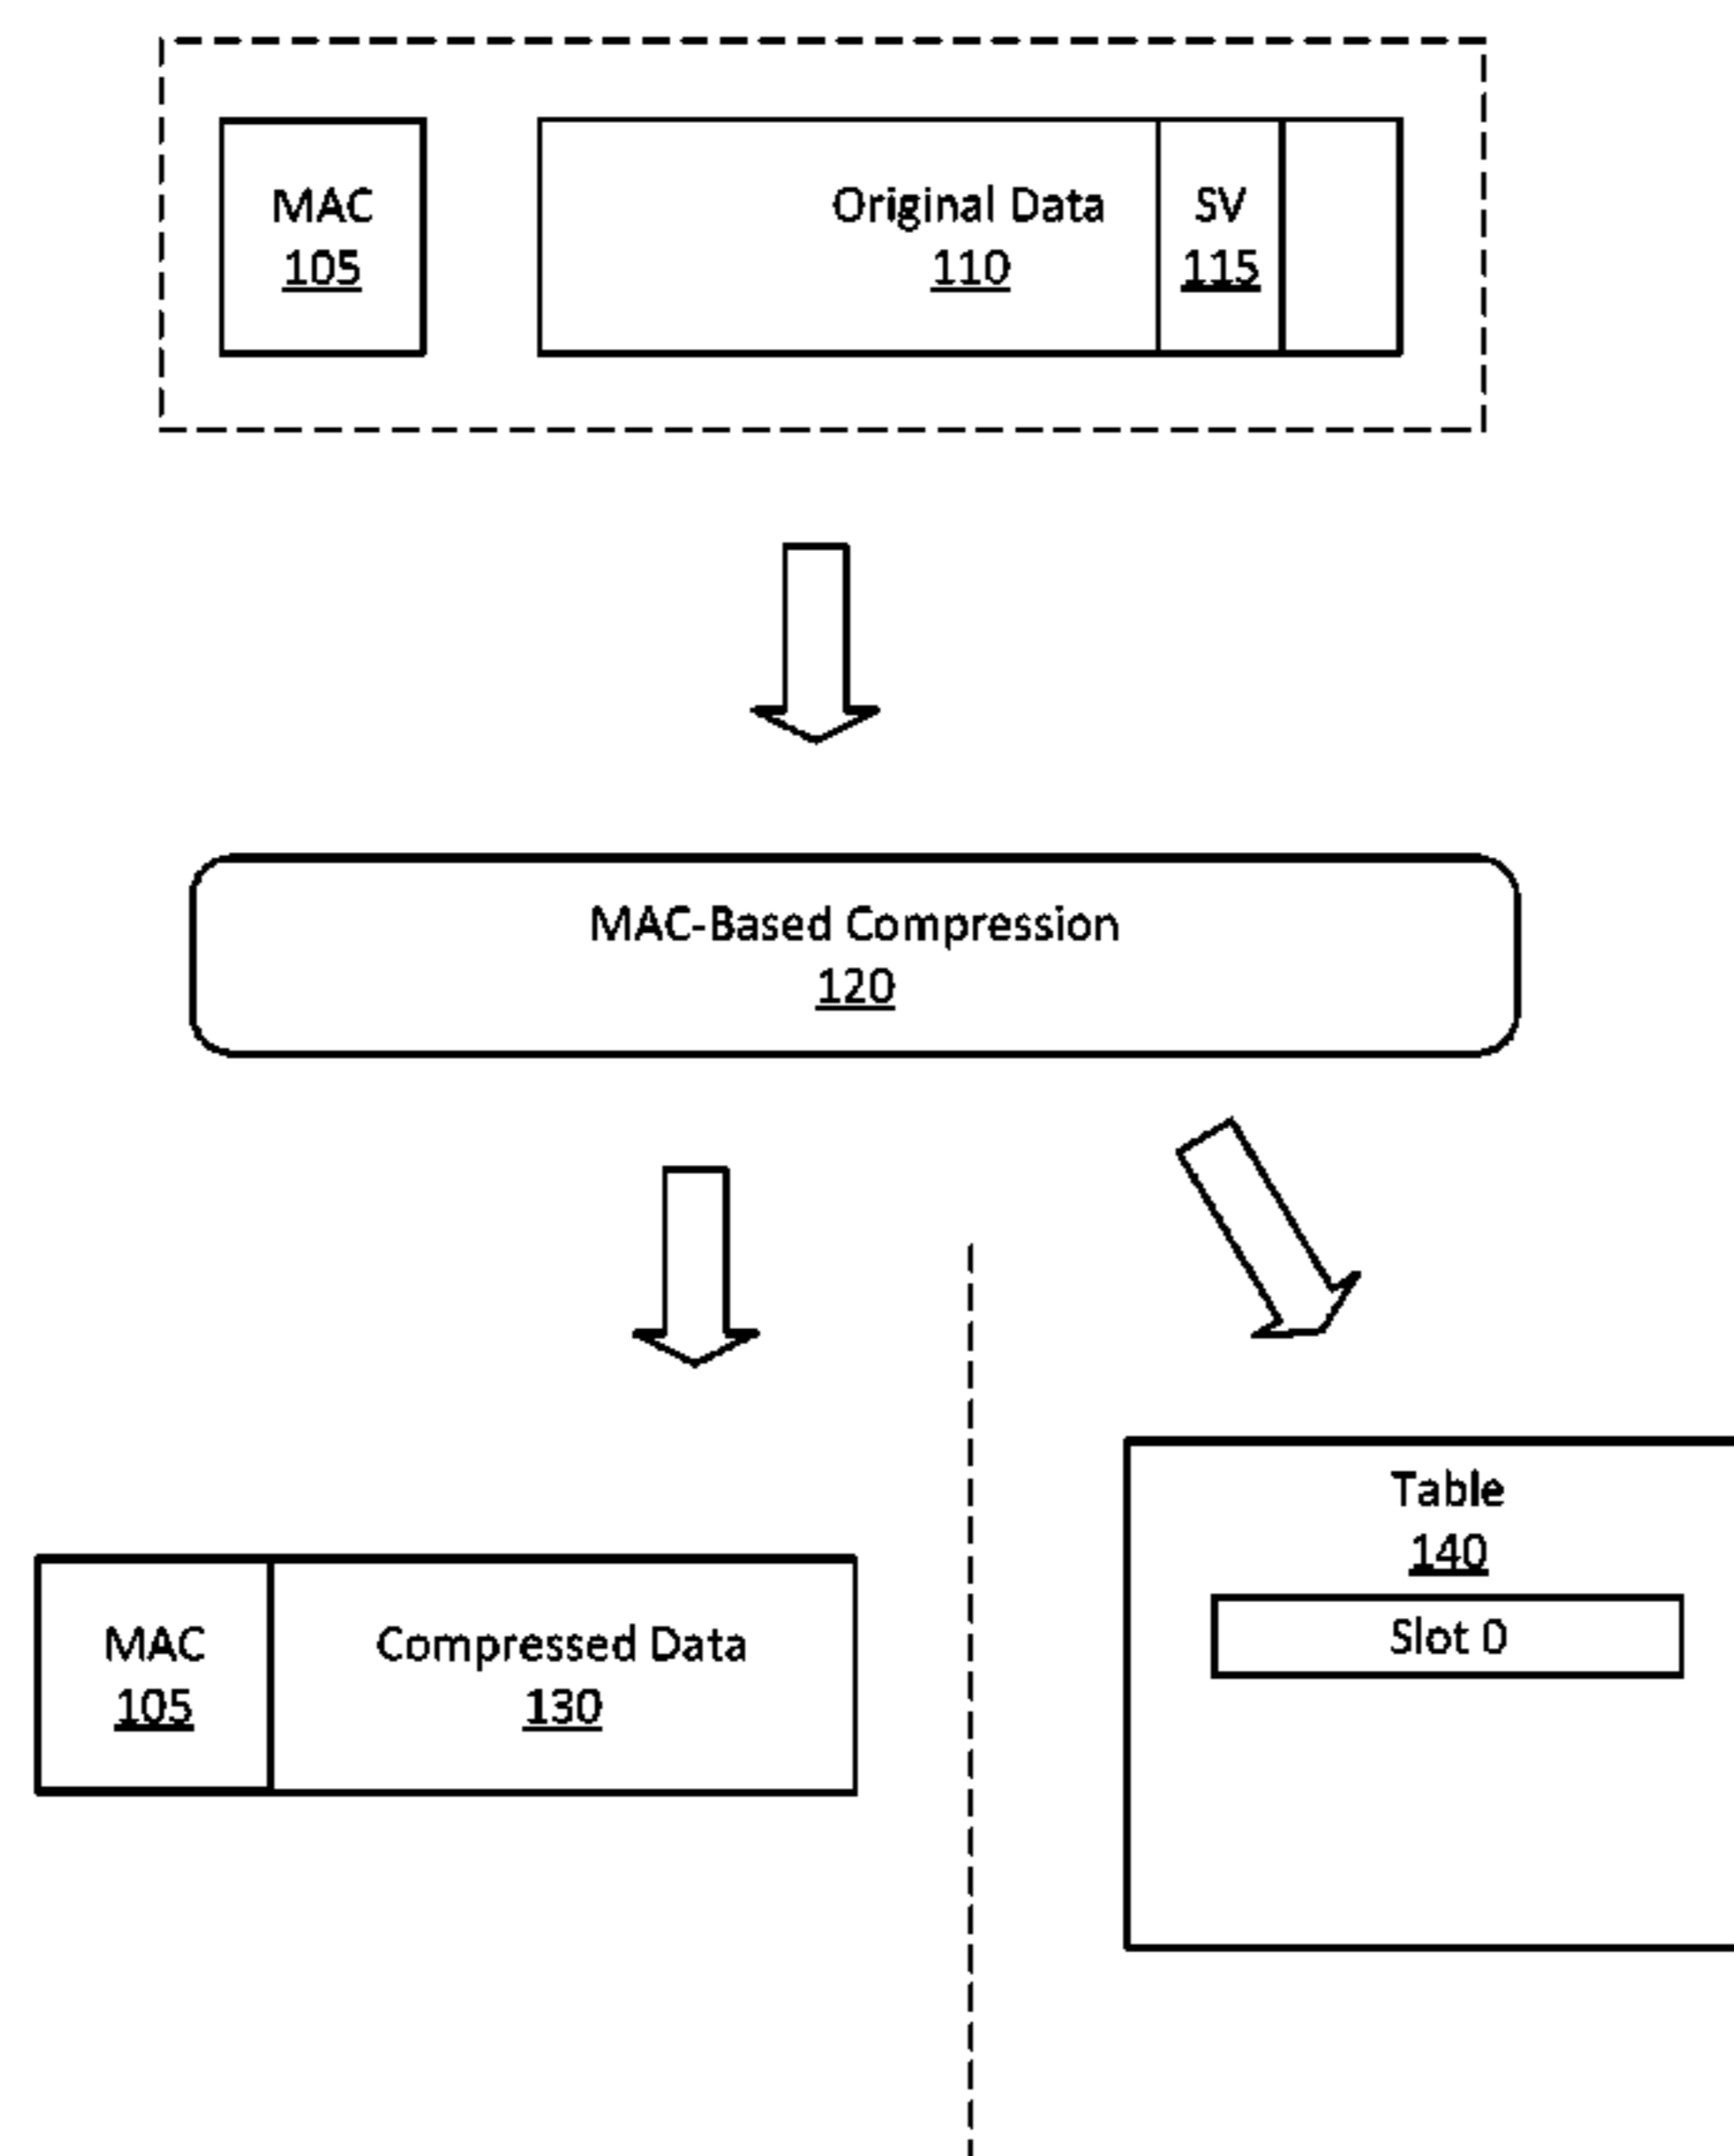 MAC
105
Original Data
110
SV
115
MAC-Based Compression
120
MAC
105
Compressed Data
130
Table
140
Slot 0